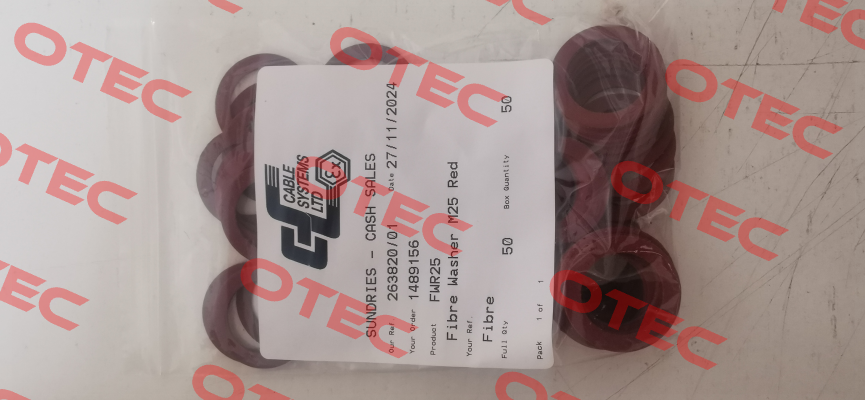 CABLE
SYSTEMS
LTD
Ex
SUNDRIES - CASH SALES
Our Ref 263820/01 Date 27/11/2024
Your Order 1489156
Product FWR25
Fibre Washer M25 Red
Your Ref.
Fibre
Full Qty 50 Box Quantity 50
Pack 1 of 1
OTEC
OTEC
OTEC
OTEC
OTEC
OTEC
OTEC
OTEC
OTEC
OTEC
OTEC
OTEC